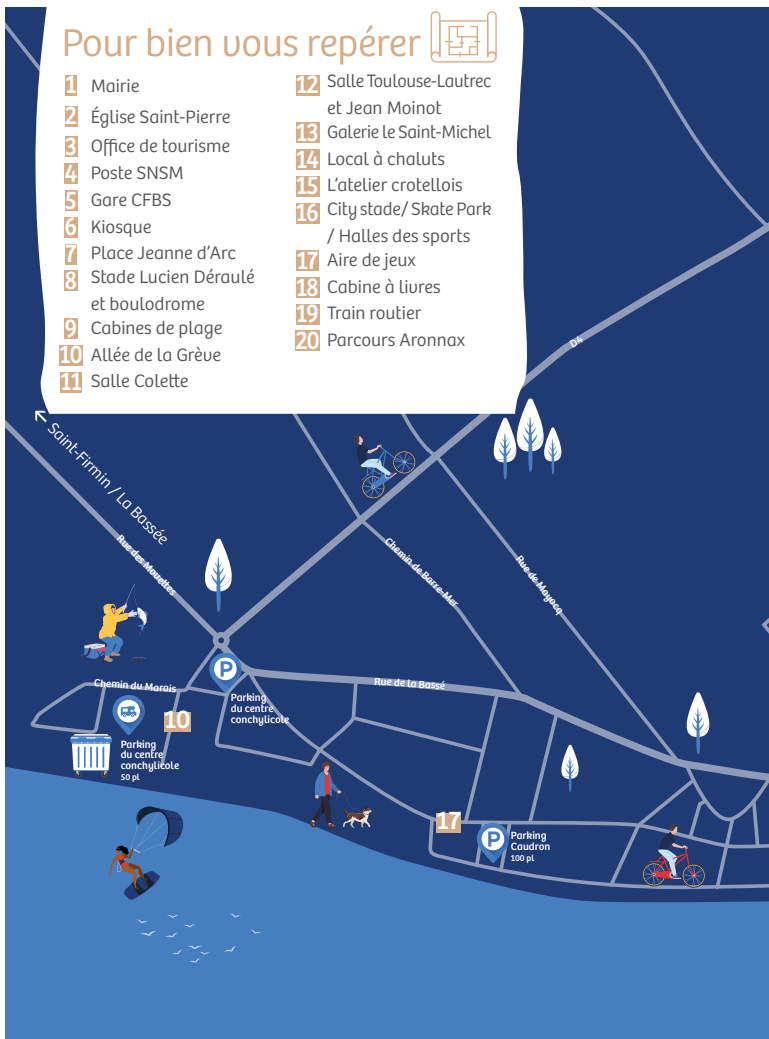 Pour bien vous repérer
1 Mairie
2 Église Saint-Pierre
3 Office de tourisme
4 Poste SNSM
5 Gare CFBS
6 Kiosque
7 Place Jeanne d'Arc
8 Stade Lucien Déraulé
et boulodrome
9 Cabines de plage
10 Allée de la Grève
11 Salle Colette
12 Salle Toulouse-Lautrec
et Jean Moinot
13 Galerie le Saint-Michel
14 Local à chaluts
15 L'atelier crotellois
16 City stade/ Skate Park
/ Halles des sports
17 Aire de jeux
18 Cabine à livres
19 Train routier
20 Parcours Aronnax
D4
Saint-Firmin / La Bassée
Rue des Mouettes
Chemin de Barre-Mer
Rue de Mayocq
Rue de la Bassé
Chemin du Marais
P
Parking
du centre
conchylicole
10
Parking
du centre
conchylicole
50 pl
17
P
Parking
Caudron
100 pl